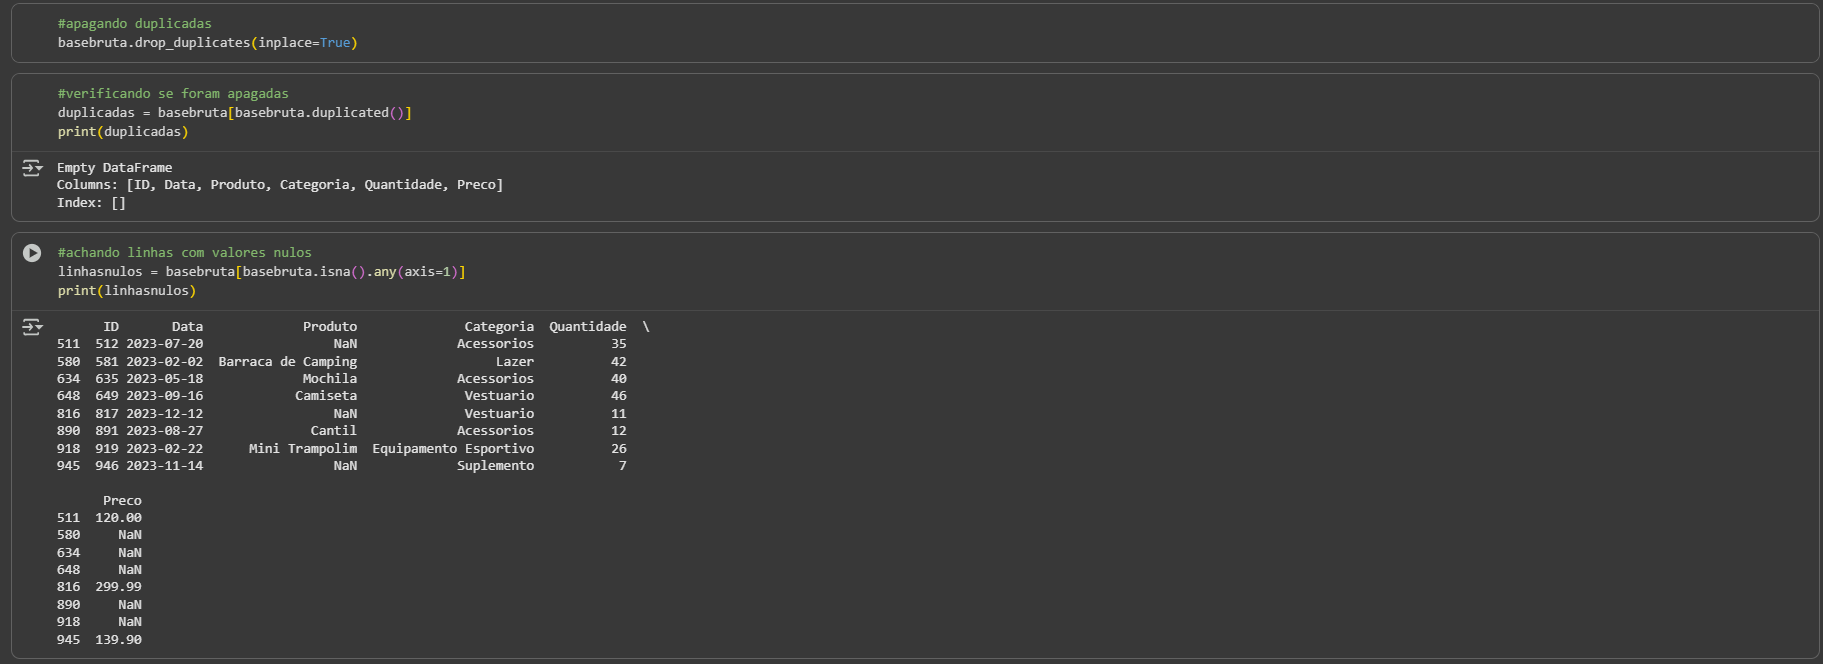 #apagando duplicadas
basebruta.drop_duplicates(inplace=True)
#verificando se foram apagadas
duplicadas = basebruta[basebruta.duplicated()]
print(duplicadas)
Empty DataFrame
Columns: [ID, Data, Produto, Categoria, Quantidade, Preco]
Index: []
#achando linhas com valores nulos
linhasnulos = basebruta[basebruta.isna().any(axis=1)]
print(linhasnulos)
      ID       Data             Produto              Categoria  Quantidade  \
511  512 2023-07-20                 NaN             Acessorios          35
580  581 2023-02-02  Barraca de Camping                  Lazer          42
634  635 2023-05-18             Mochila             Acessorios          40
648  649 2023-09-16            Camiseta              Vestuario          46
816  817 2023-12-12                 NaN              Vestuario          11
890  891 2023-08-27              Cantil             Acessorios          12
918  919 2023-02-22      Mini Trampolim  Equipamento Esportivo          26
945  946 2023-11-14                 NaN             Suplemento           7
      Preco
511  120.00
580     NaN
634     NaN
648     NaN
816  299.99
890     NaN
918     NaN
945  139.90